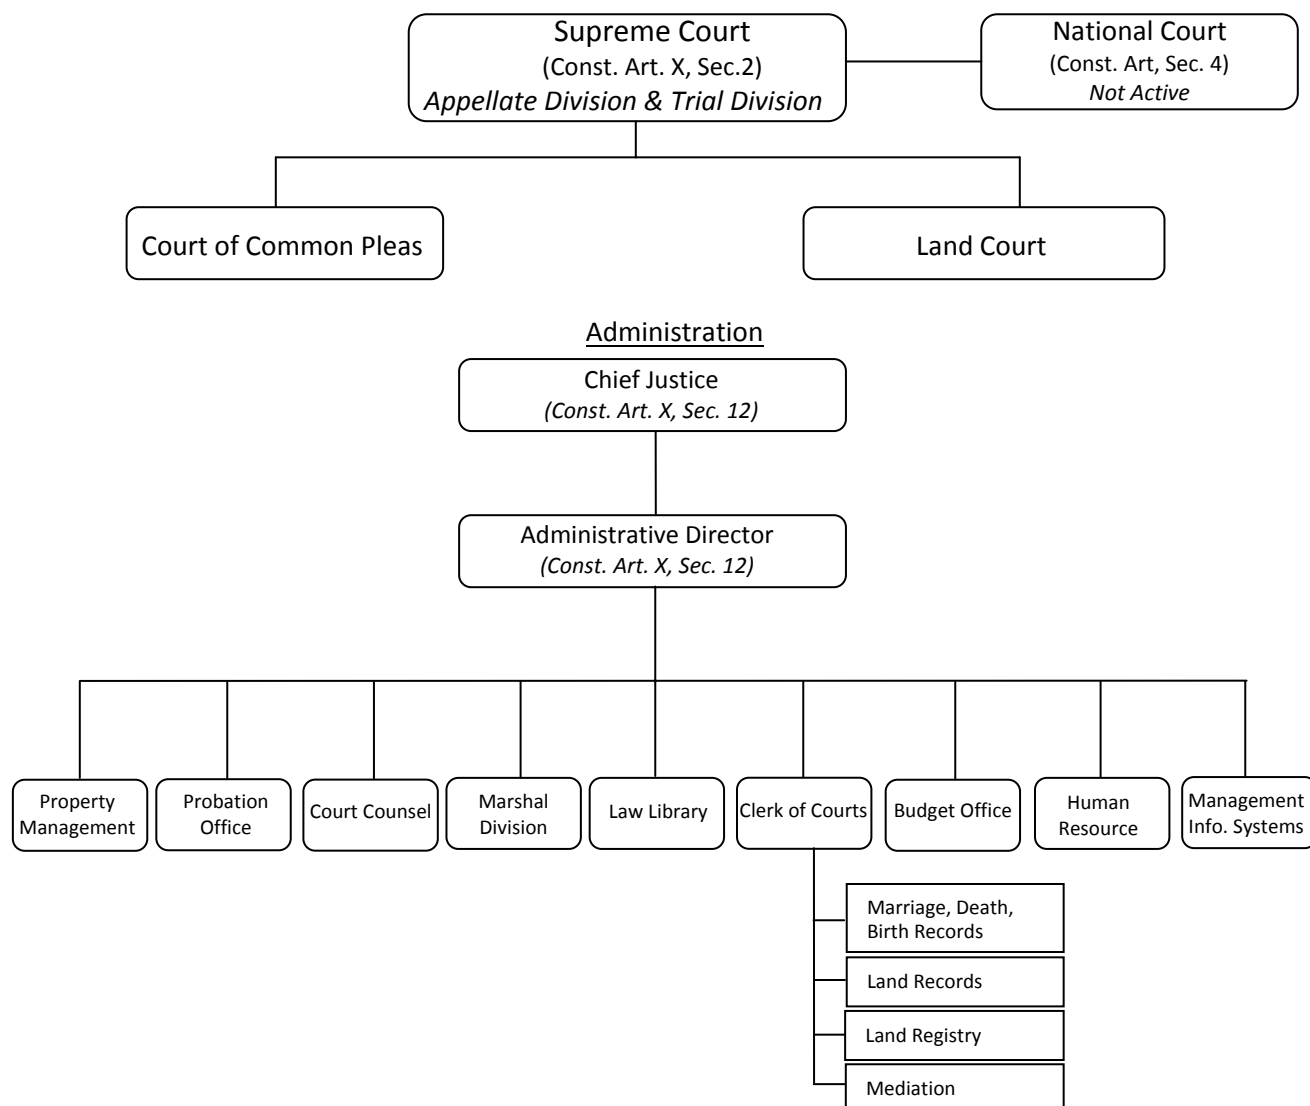 Supreme Court
(Const. Art. X, Sec.2)
Appellate Division & Trial Division
National Court
(Const. Art, Sec. 4)
Not Active
Court of Common Pleas
Land Court
Administration
Chief Justice
(Const. Art. X, Sec. 12)
Administrative Director
(Const. Art. X, Sec. 12)
Property
Management
Probation
Office
Court Counsel
Marshal
Division
Law Library
Clerk of Courts
Budget Office
Human
Resource
Management
Info. Systems
Marriage, Death,
Birth Records
Land Records
Land Registry
Mediation